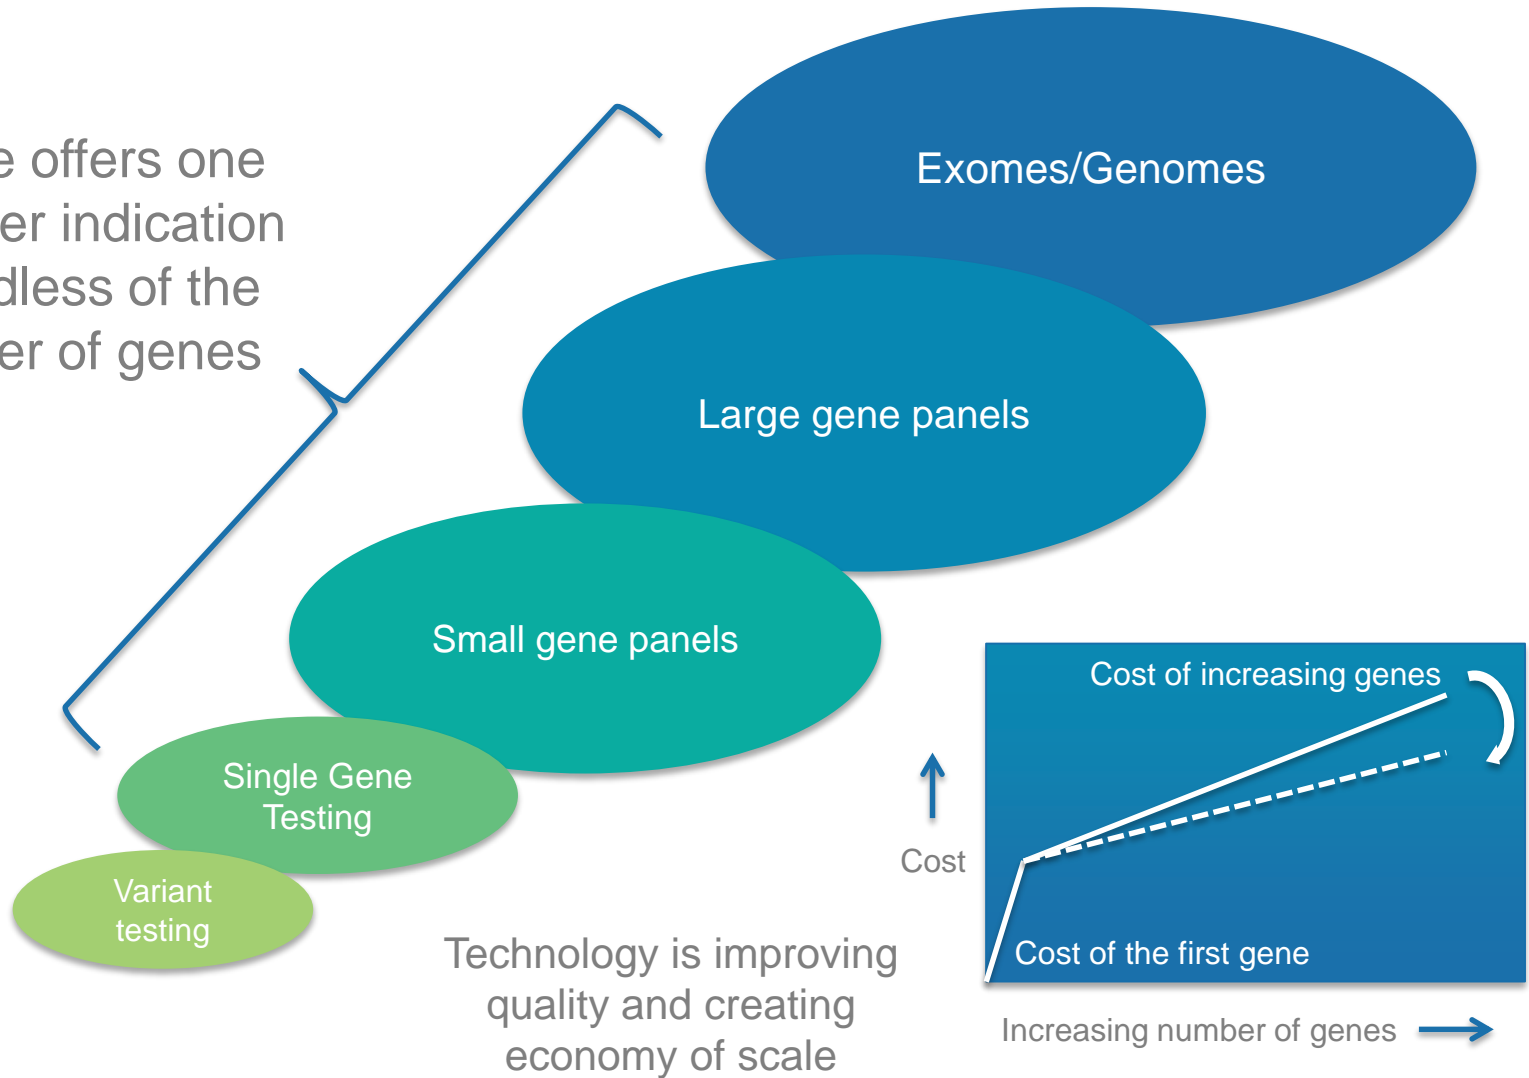 e offers one
er indication
dless of the
er of genes
Exomes/Genomes
Large gene panels
Small gene panels
Single Gene
Testing
Variant
testing
Technology is improving
quality and creating
economy of scale
Cost of increasing genes
Cost
Cost of the first gene
Increasing number of genes